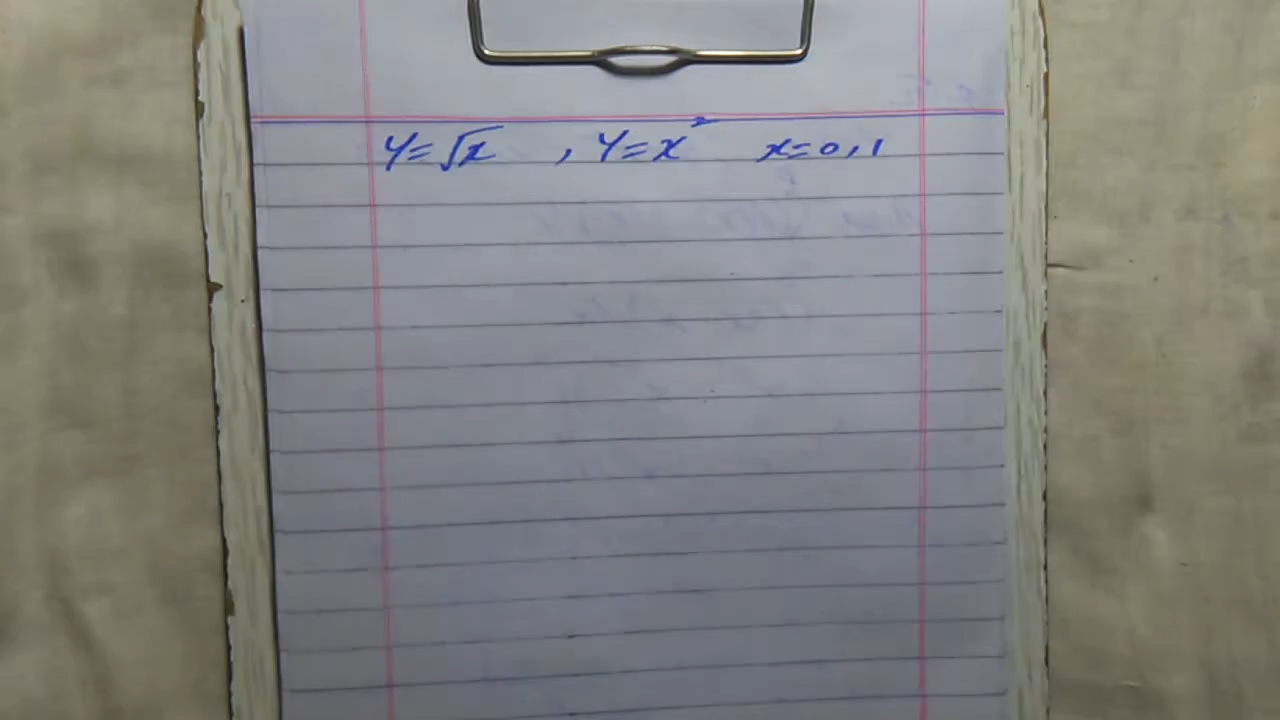 y=√x , y=x² x=0,1